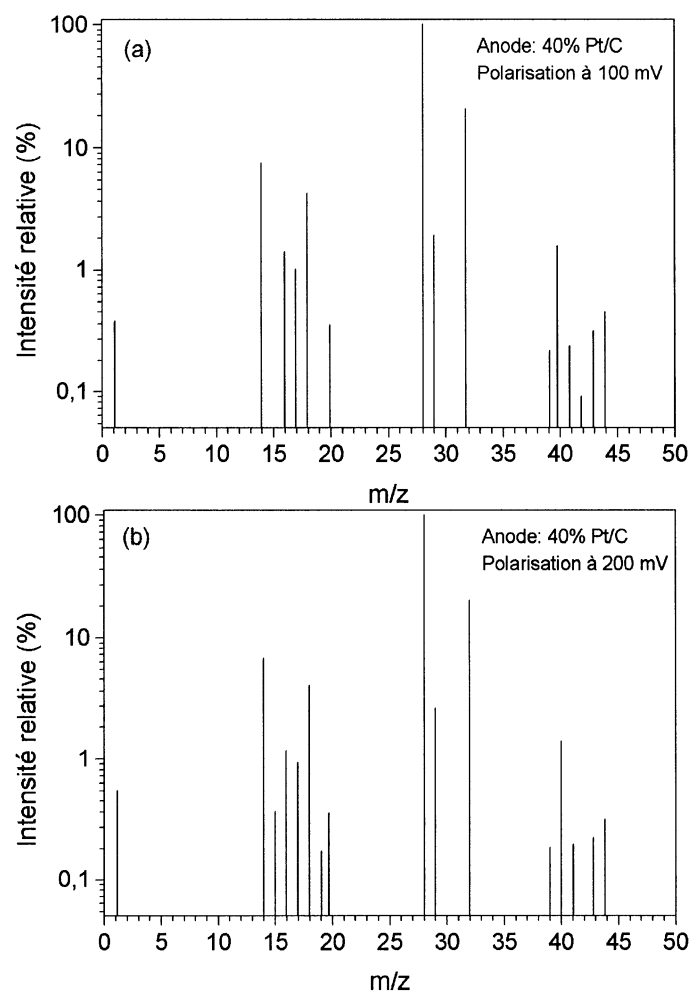 (a)
Anode: 40% Pt/C
Polarisation à 100 mV
Intensité relative (%)
100
10
1
0,1
0 5 10 15 20 25 30 35 40 45 50
m/z
(b)
Anode: 40% Pt/C
Polarisation à 200 mV
Intensité relative (%)
100
10
1
0,1
0 5 10 15 20 25 30 35 40 45 50
m/z